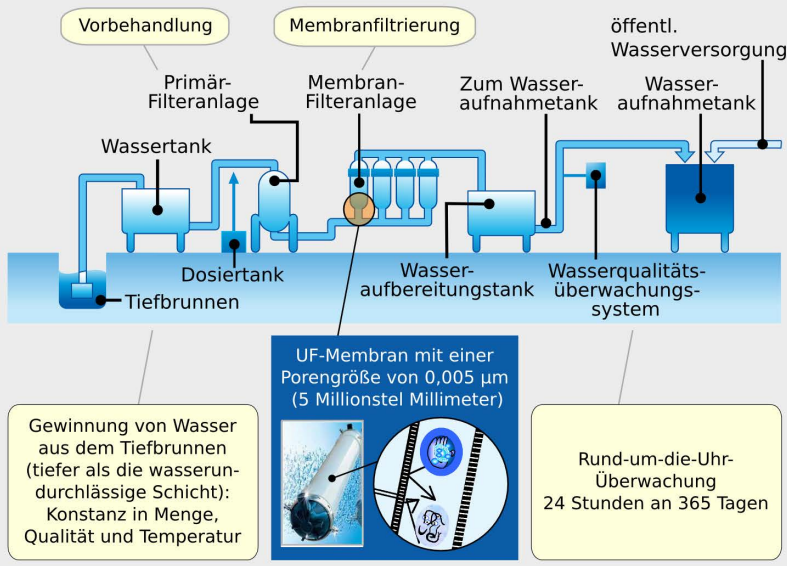 Vorbehandlung
Membranfiltrierung
öffentl.
Wasserversorgung
Primär-
Filteranlage
Membran-
Filteranlage
Zum Wasser-
aufnahmetank
Wasser-
aufnahmetank
Wassertank
Dosiertank
Tiefbrunnen
Wasser-
aufbereitungstank
Wasserqualitäts-
überwachungs-
system
UF-Membran mit einer
Porengröße von 0,005 µm
(5 Millionstel Millimeter)
Gewinnung von Wasser
aus dem Tiefbrunnen
(tiefer als die wasserun-
durchlässige Schicht):
Konstanz in Menge,
Qualität und Temperatur
Rund-um-die-Uhr-
Überwachung
24 Stunden an 365 Tagen